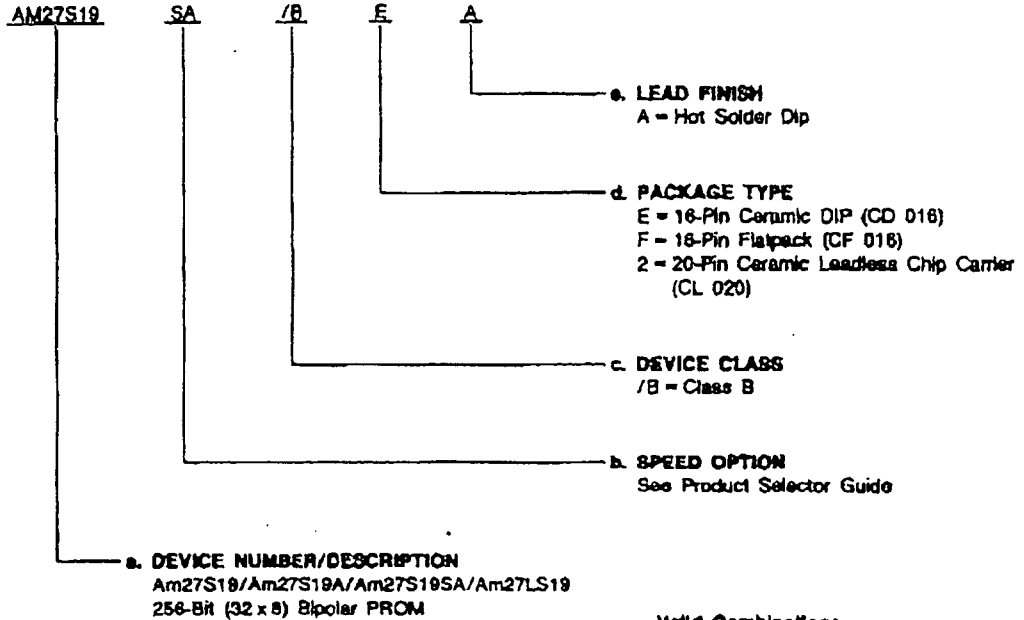 AM27S19 SA /B E A
e. LEAD FINISH
A = Hot Solder Dip
d. PACKAGE TYPE
E = 16-Pin Ceramic DIP (CD 016)
F = 16-Pin Flatpack (CF 016)
2 = 20-Pin Ceramic Leadless Chip Carrier
(CL 020)
c. DEVICE CLASS
/B = Class B
b. SPEED OPTION
See Product Selector Guide
a. DEVICE NUMBER/DESCRIPTION
Am27S19/Am27S19A/Am27S19SA/Am27LS19
256-Bit (32 x 8) Bipolar PROM
Valid Combinations